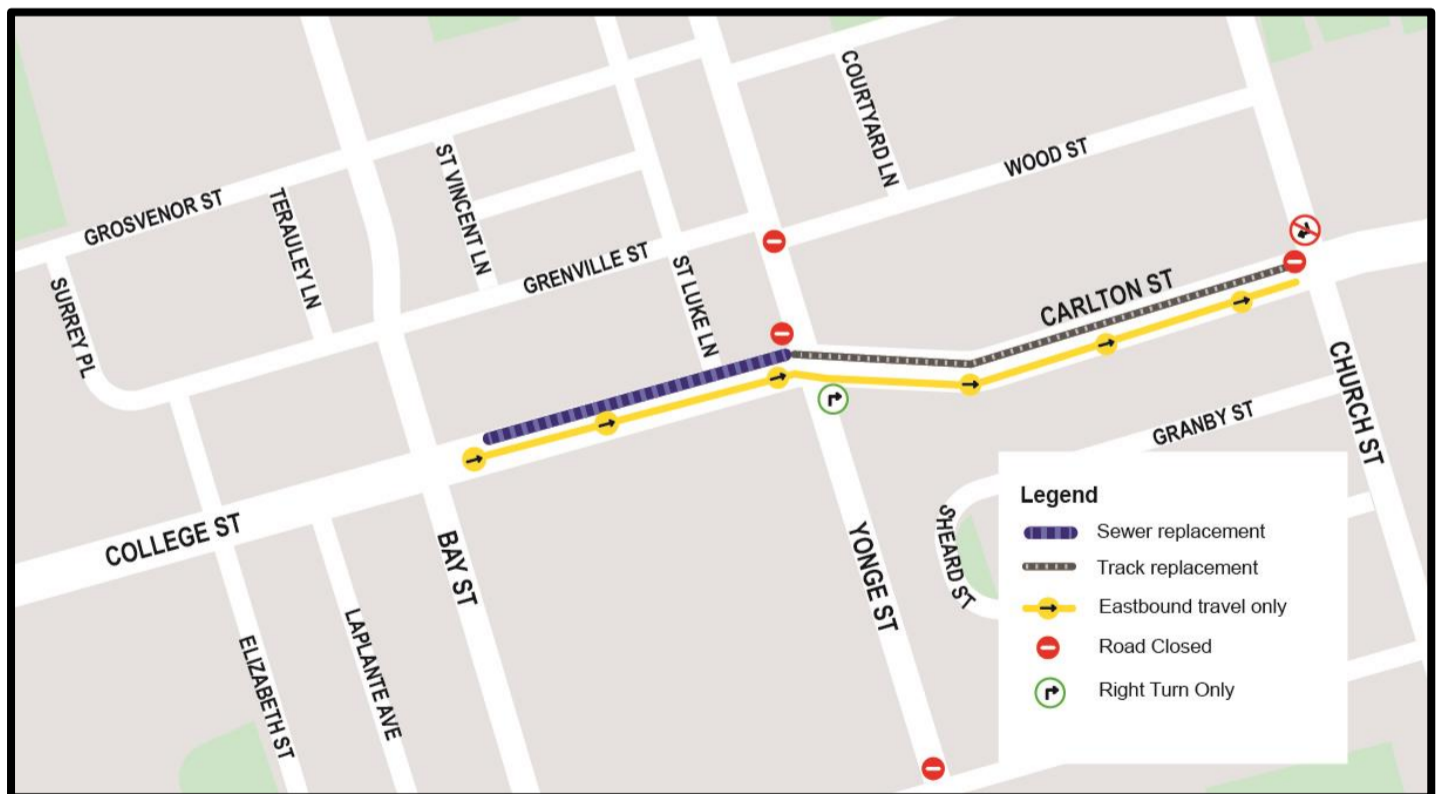 COURTYARD LN
WOOD ST
ST VINCENT LN
GROSVENOR ST
TERAULEY LN
GRENVILLE ST
ST LUKE LN
SURREY PL
CARLTON ST
CHURCH ST
GRANBY ST
COLLEGE ST
BAY ST
YONGE ST
SHEARD ST
LAPLANTE AVE
ELIZABETH ST
Legend
Sewer replacement
Track replacement
Eastbound travel only
Road Closed
Right Turn Only